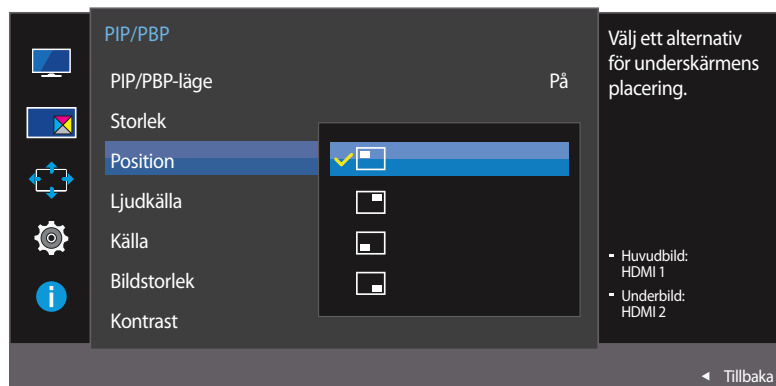 PIP/PBP
PIP/PBP-läge På
Storlek
Position
Ljudkälla
Källa
Bildstorlek
Kontrast
Välj ett alternativ
för underskärmens
placering.
- Huvudbild:
HDMI 1
- Underbild:
HDMI 2
◄ Tillbaka